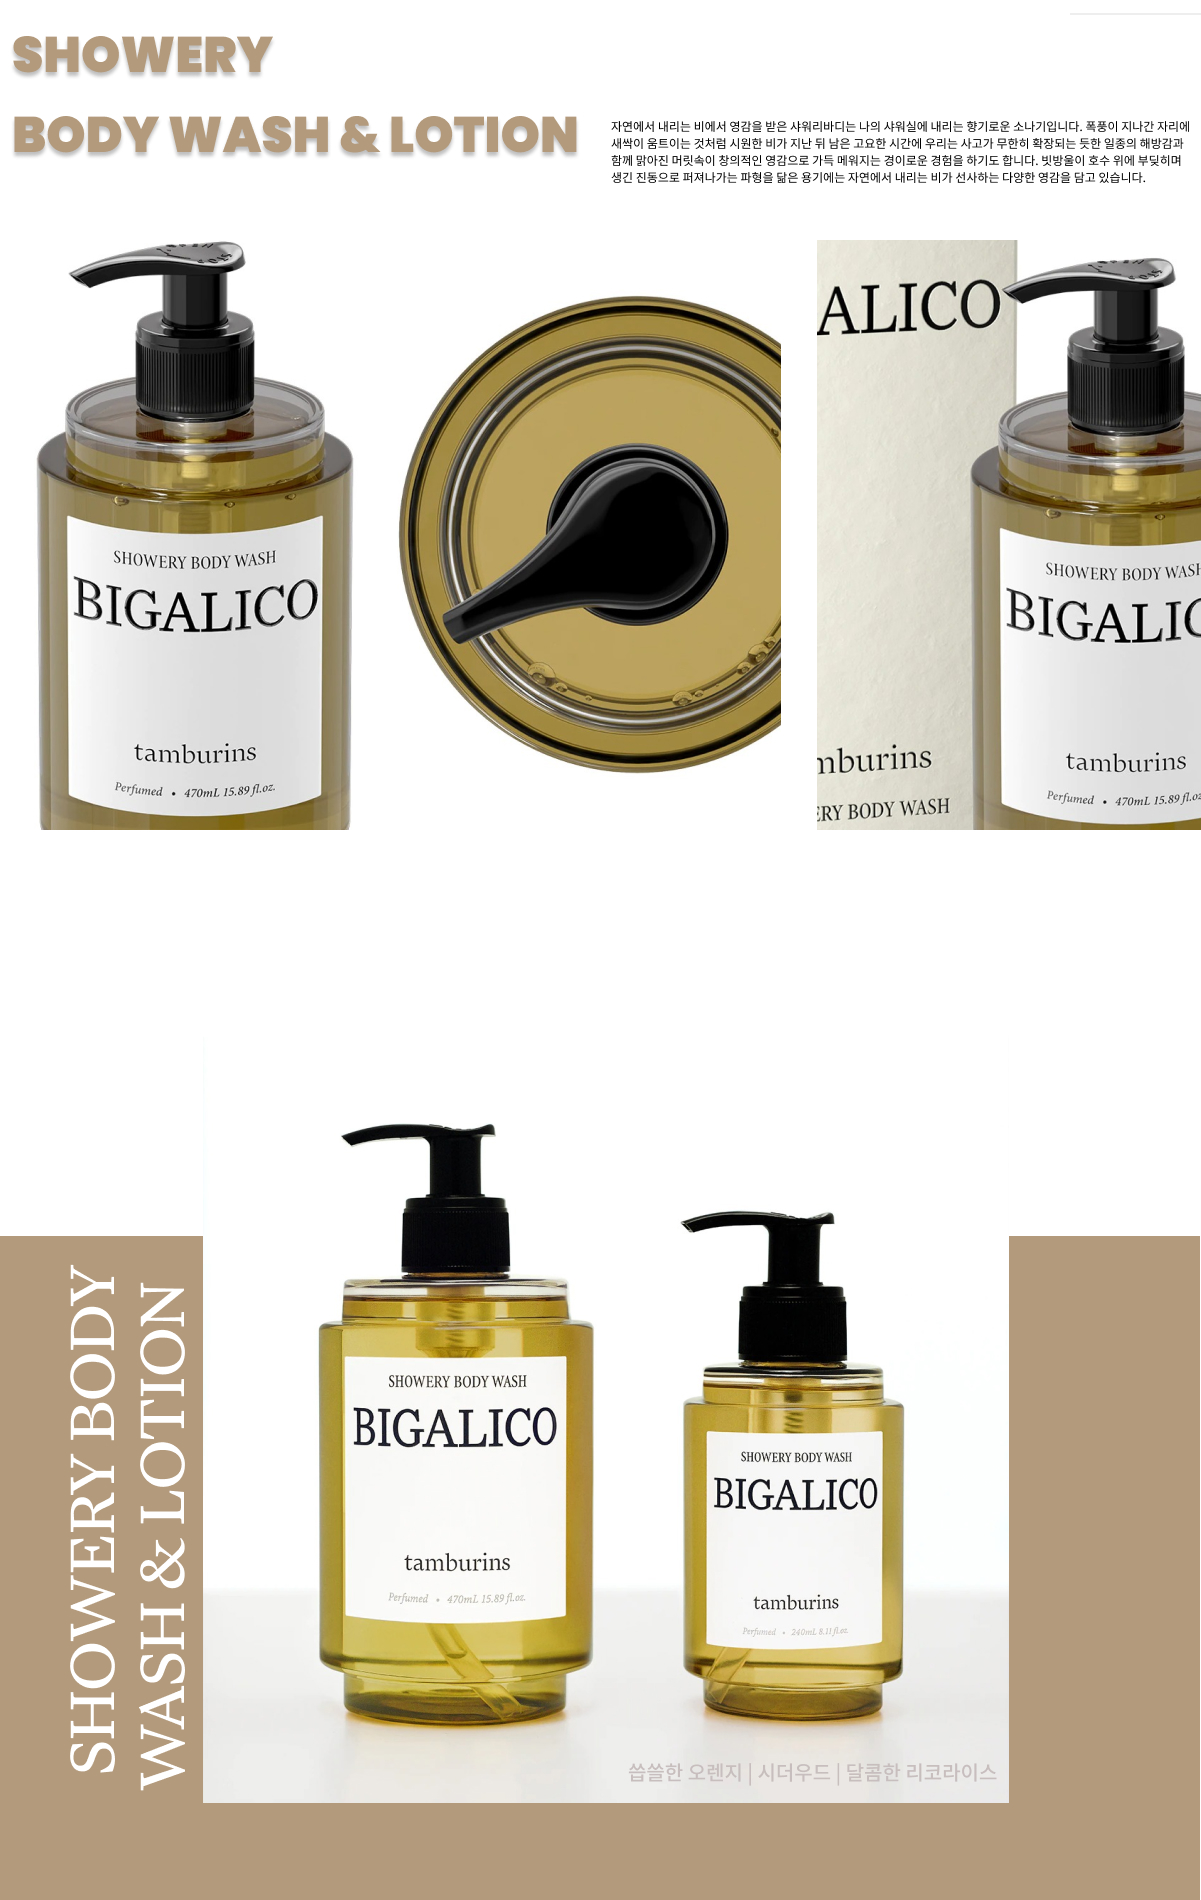 SHOWERY
BODY WASH & LOTION
자연에서 내리는 비에서 영감을 받은 샤워리바디는 나의 샤워실에 내리는 향기로운 소나기입니다. 폭풍이 지나간 자리에
새싹이 움트이는 것처럼 시원한 비가 지난 뒤 남은 고요한 시간에 우리는 사고가 무한히 확장되는 듯한 일종의 해방감과
함께 맑아진 머릿속이 창의적인 영감으로 가득 메워지는 경이로운 경험을 하기도 합니다. 빗방울이 호수 위에 부딪히며
생긴 진동으로 퍼져나가는 파형을 닮은 용기에는 자연에서 내리는 비가 선사하는 다양한 영감을 담고 있습니다.
SHOWERY BODY WASH
BIGALICO
tamburins
Perfumed • 470mL 15.89 fl.oz.
ALICO
mburins
ERY BODY WASH
SHOWERY BODY WASH
BIGALIC
tamburins
Perfumed • 470mL 15.89 fl.oz
SHOWERY BODY
WASH & LOTION
SHOWERY BODY WASH
BIGALICO
tamburins
Perfumed • 470mL 15.89 fl.oz.
SHOWERY BODY WASH
BIGALICO
tamburins
Perfumed • 240mL 8.11 fl.oz.
씁쓸한 오렌지 | 시더우드 | 달콤한 리코라이스